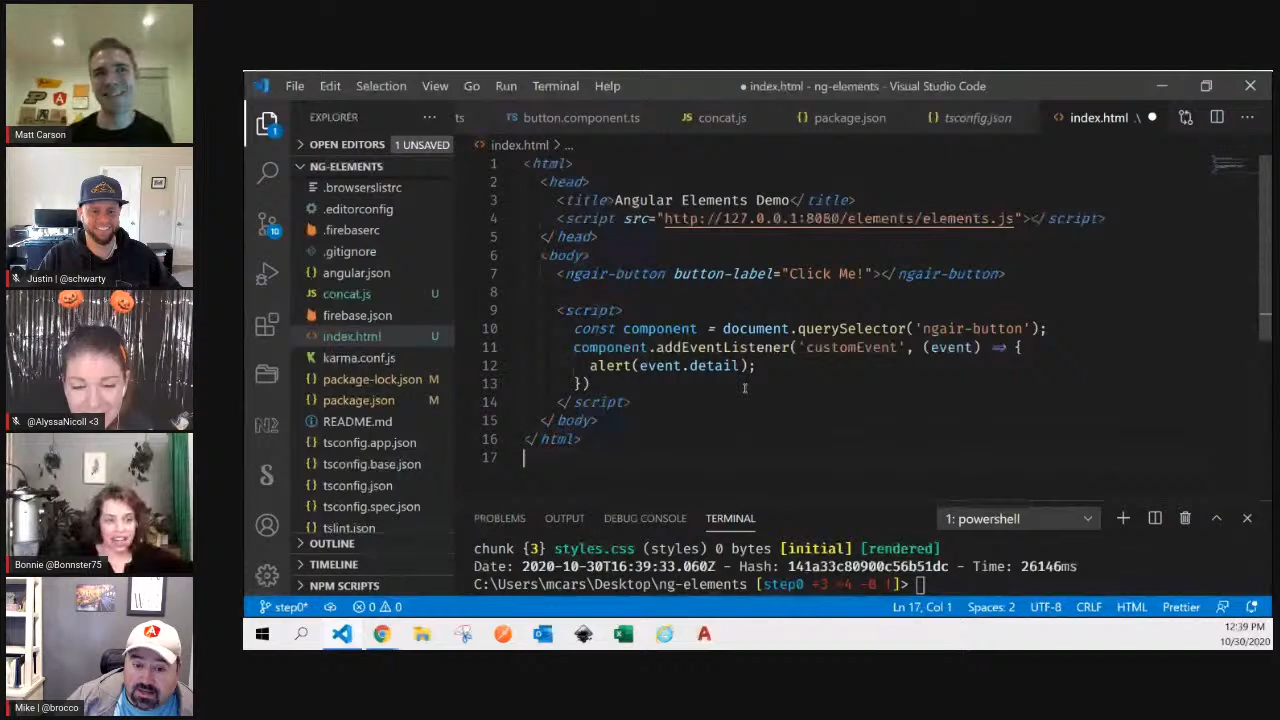 Matt Carson
Justin | @schwarty
@AlyssaNicoll <3
Bonnie @Bonnster75
Mike | @brocco
File Edit Selection View Go Run Terminal Help
● index.html - ng-elements - Visual Studio Code
EXPLORER
ts button.component.ts concat.js package.json tsconfig.json index.html .\
OPEN EDITORS 1 UNSAVED
NG-ELEMENTS
.browserslistrc
.editorconfig
.firebaserc
.gitignore
angular.json
concat.js U
firebase.json
index.html U
karma.conf.js
package-lock.json M
package.json M
README.md
tsconfig.app.json
tsconfig.base.json
tsconfig.json
tsconfig.spec.json
tslint.json
OUTLINE
TIMELINE
NPM SCRIPTS
1
10
index.html > ...
1 <html>
2 <head>
3 <title>Angular Elements Demo</title>
4 <script src="http://127.0.0.1:8080/elements/elements.js"></script>
5 </head>
6 <body>
7 <ngair-button button-label="Click Me!"></ngair-button>
8
9 <script>
10 const component = document.querySelector('ngair-button');
11 component.addEventListener('customEvent', (event) => {
12 alert(event.detail);
13 })
14 </script>
15 </body>
16 </html>
17
PROBLEMS OUTPUT DEBUG CONSOLE TERMINAL 1: powershell
chunk {3} styles.css (styles) 0 bytes [initial] [rendered]
Date: 2020-10-30T16:39:33.060Z - Hash: 141a33c80900c56b51dc - Time: 26146ms
C:\Users\mcars\Desktop\ng-elements [step0 +3 ~4 -0 !]>
step0* 0 0 Ln 17, Col 1 Spaces: 2 UTF-8 CRLF HTML Prettier
12:39 PM
10/30/2020